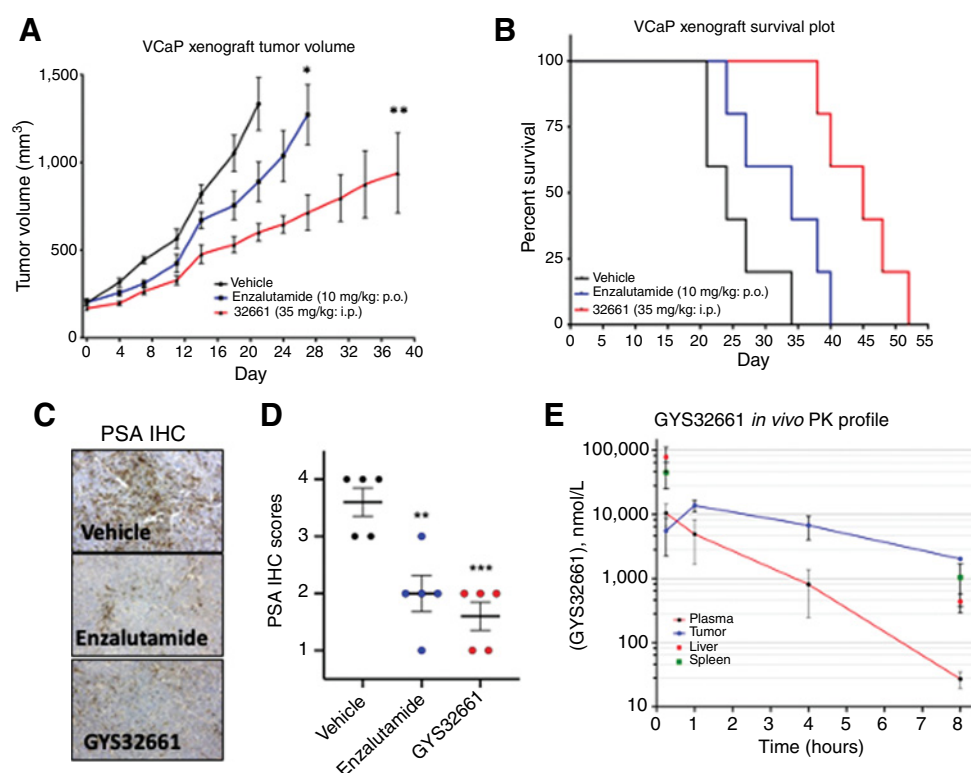 A
VCaP xenograft tumor volume
Tumor volume (mm³)
1,500
1,000
500
0
*
**
Vehicle
Enzalutamide (10 mg/kg: p.o.)
32661 (35 mg/kg: i.p.)
0 4 8 12 16 20 24 28 32 36 40
Day
B
VCaP xenograft survival plot
Percent survival
100
75
50
25
0
Vehicle
Enzalutamide (10 mg/kg: p.o.)
32661 (35 mg/kg: i.p.)
0 5 10 15 20 25 30 35 40 45 50 55
Day
C
PSA IHC
Vehicle
Enzalutamide
GYS32661
D
PSA IHC scores
4
3
2
1
**
***
Vehicle
Enzalutamide
GYS32661
E
GYS32661 in vivo PK profile
(GYS32661), nmol/L
100,000
10,000
1,000
100
10
Plasma
Tumor
Liver
Spleen
0 1 2 3 4 5 6 7 8
Time (hours)